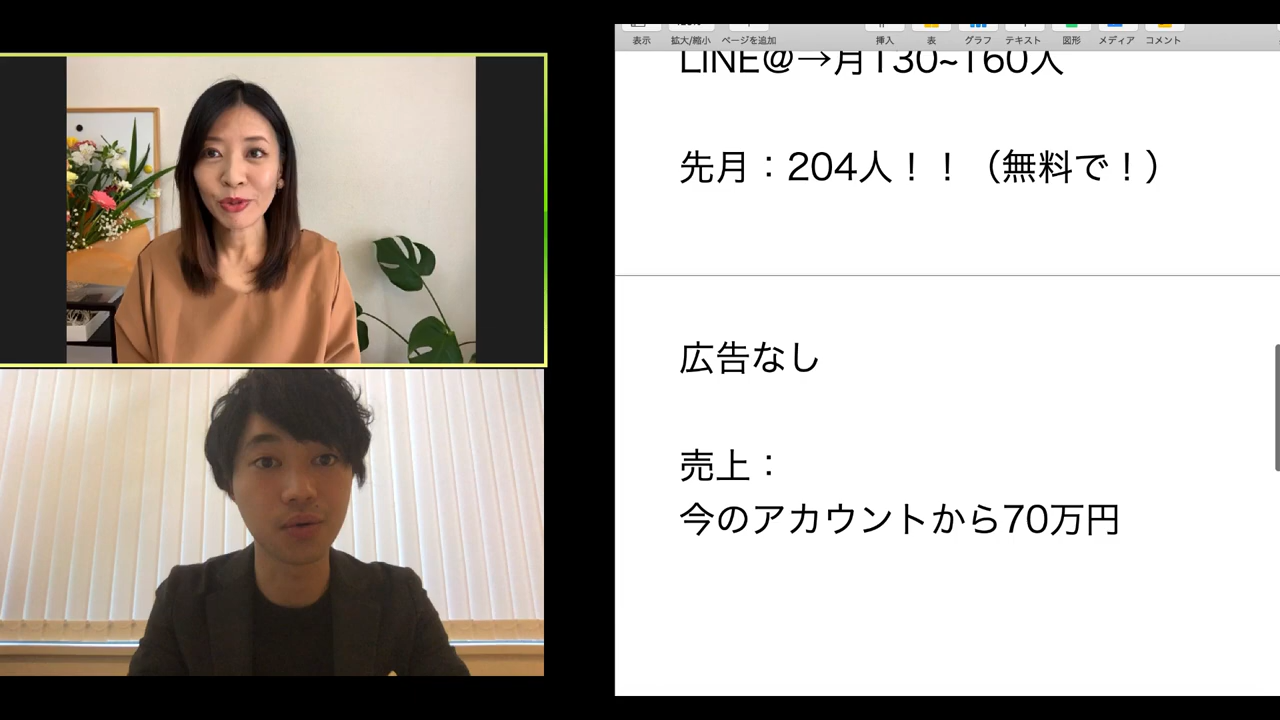 表示
拡大/縮小
ページを追加
挿入
表
グラフ
テキスト
図形
メディア
コメント
LINE@→月130~160人
先月：204人！！（無料で！）
広告なし
売上：
今のアカウントから70万円